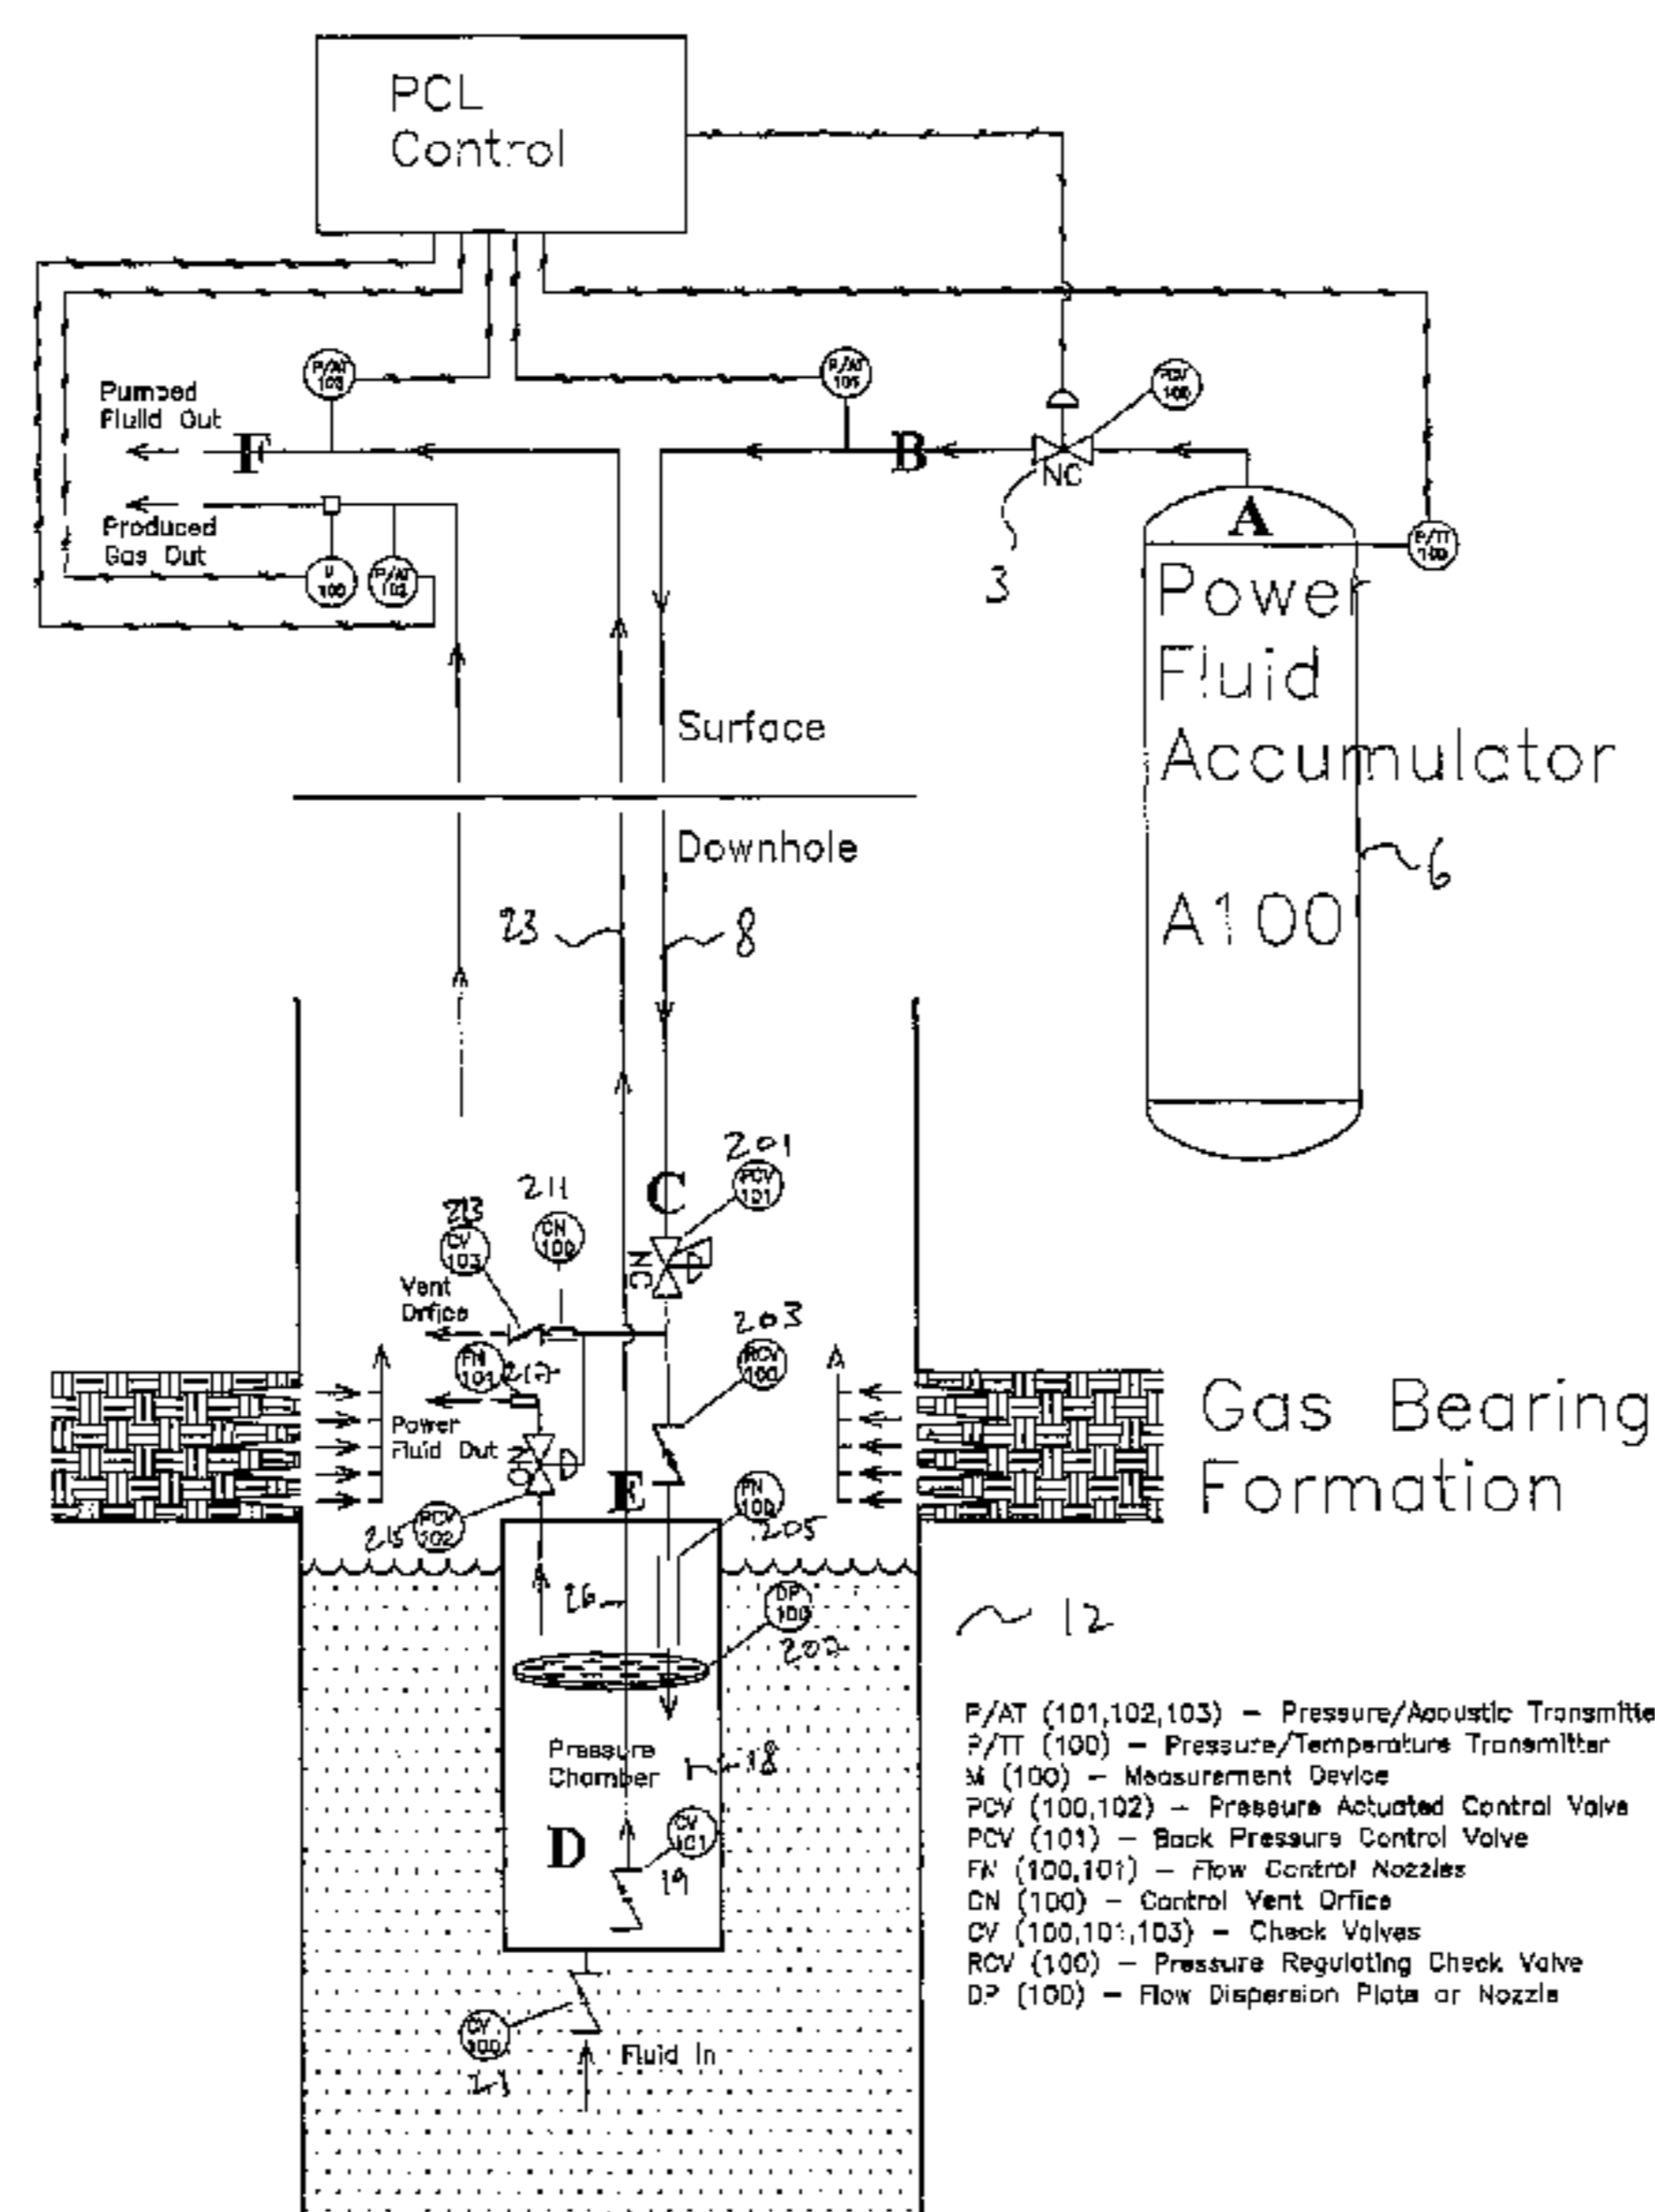 PCL
Control
P/AT
103
P/AT
101
PCV
100
Pumped
Fluild Out
F
B
NC
A
3
P/TT
100
Produced
Gas Out
M
100
P/AT
102
Power
Fluid
Accumulator
A100
6
Surface
Downhole
23
8
201
PCV
101
C
211
CN
100
213
CV
103
NC
Vent
Orfice
203
RCV
100
FN
101
Power
Fluid Out
NO
E
FN
100
205
PCV
102
215
Gas Bearing
Formation
26
DP
100
207
12
Pressure
Chamber
18
D
CV
101
19
CV
100
Fluid In
P/AT (101,102,103) – Pressure/Acoustic Transmitte
P/TT (100) – Pressure/Temperature Transmitter
M (100) – Measurement Device
PCV (100,102) – Pressure Actuated Control Valve
PCV (101) – Back Pressure Control Valve
FN (100,101) – Flow Control Nozzles
CN (100) – Control Vent Orfice
CV (100,101,103) – Check Valves
RCV (100) – Pressure Regulating Check Valve
DP (100) – Flow Dispersion Plate or Nozzle